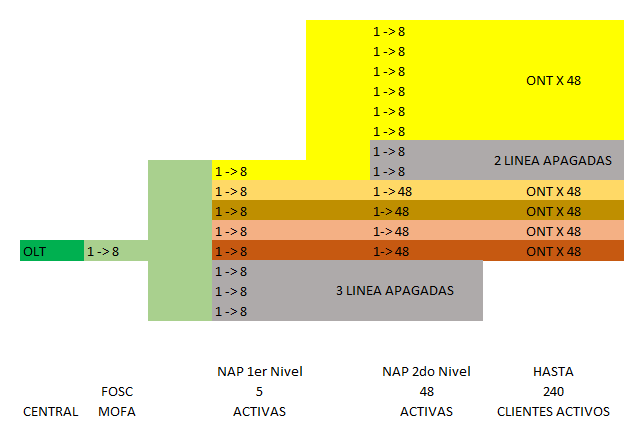 1 -> 8
1 -> 8
1 -> 8
1 -> 8
1 -> 8
1 -> 8
ONT X 48
1 -> 8
1 -> 8
2 LINEA APAGADAS
1 -> 8
1 -> 8 1 -> 48 ONT X 48
1 -> 8 1-> 48 ONT X 48
1 -> 8 1-> 48 ONT X 48
OLT 1 -> 8 1 -> 8 1-> 48 ONT X 48
1 -> 8
1 -> 8 3 LINEA APAGADAS
1 -> 8
NAP 1er Nivel NAP 2do Nivel HASTA
FOSC 5 48 240
CENTRAL MOFA ACTIVAS ACTIVAS CLIENTES ACTIVOS